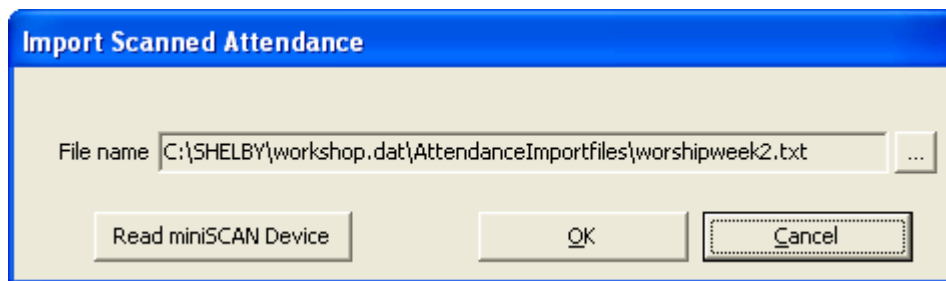 Import Scanned Attendance
File name C:\SHELBY\workshop.dat\AttendanceImportfiles\worshipweek2.txt ...
Read miniSCAN Device OK Cancel